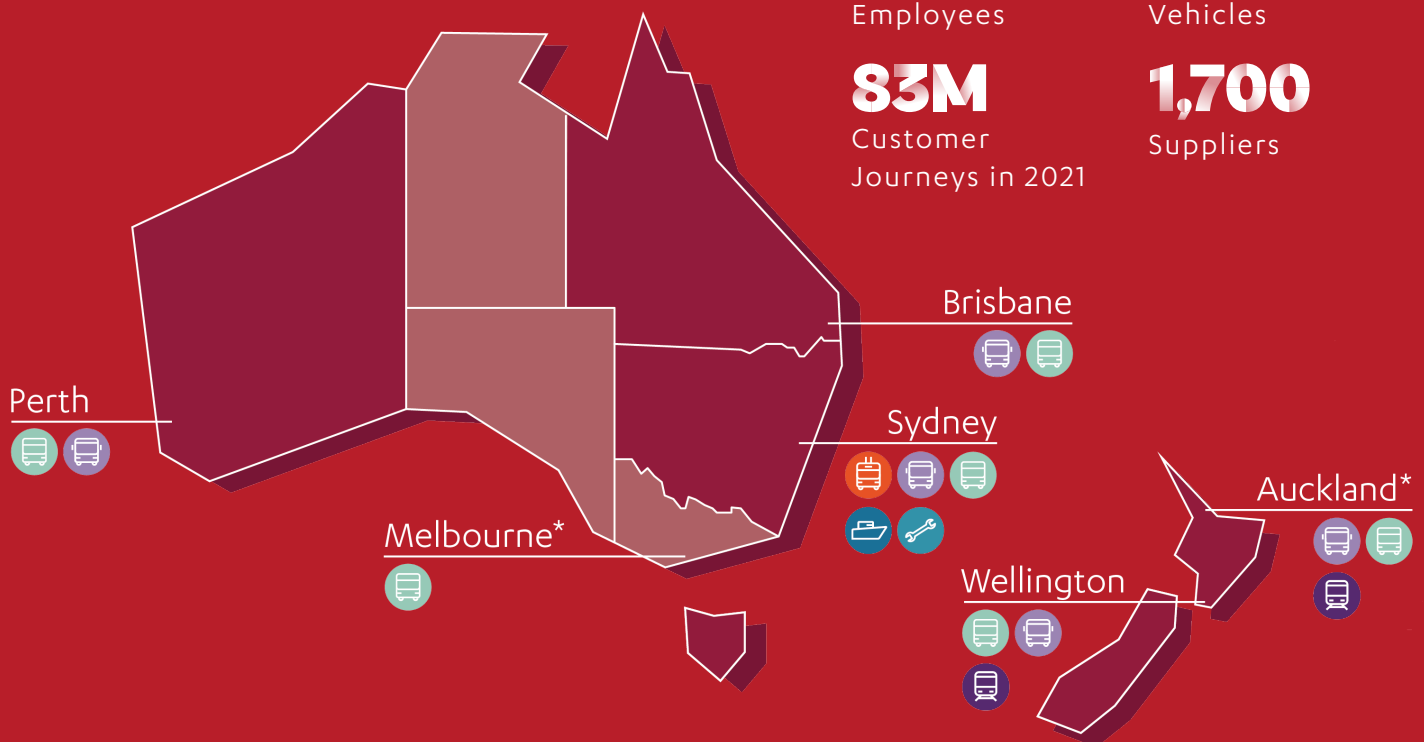 Employees
Vehicles
83M
Customer
Journeys in 2021
1,700
Suppliers
Brisbane
Perth
Sydney
Auckland*
Melbourne*
Wellington